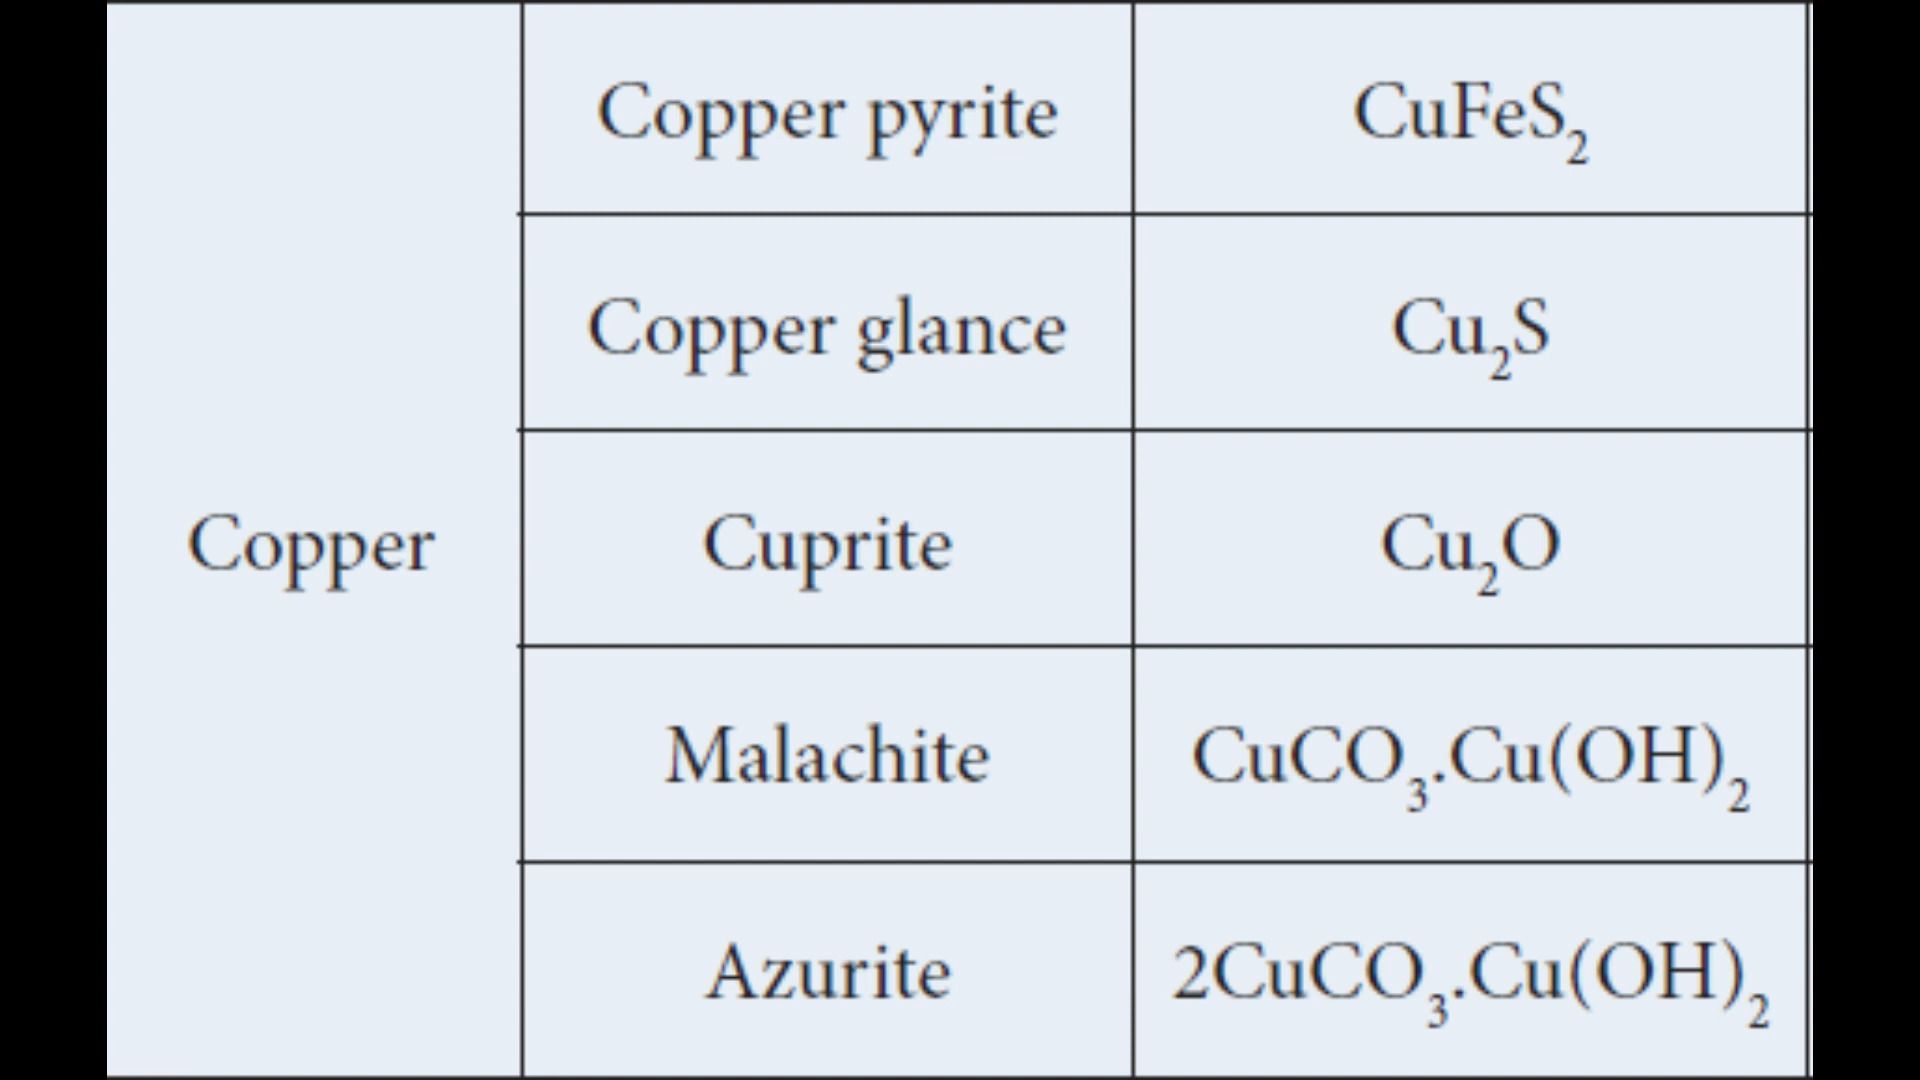 Copper pyrite CuFeS₂
Copper glance Cu₂S
Copper Cuprite Cu₂O
Malachite CuCO₃.Cu(OH)₂
Azurite 2CuCO₃.Cu(OH)₂